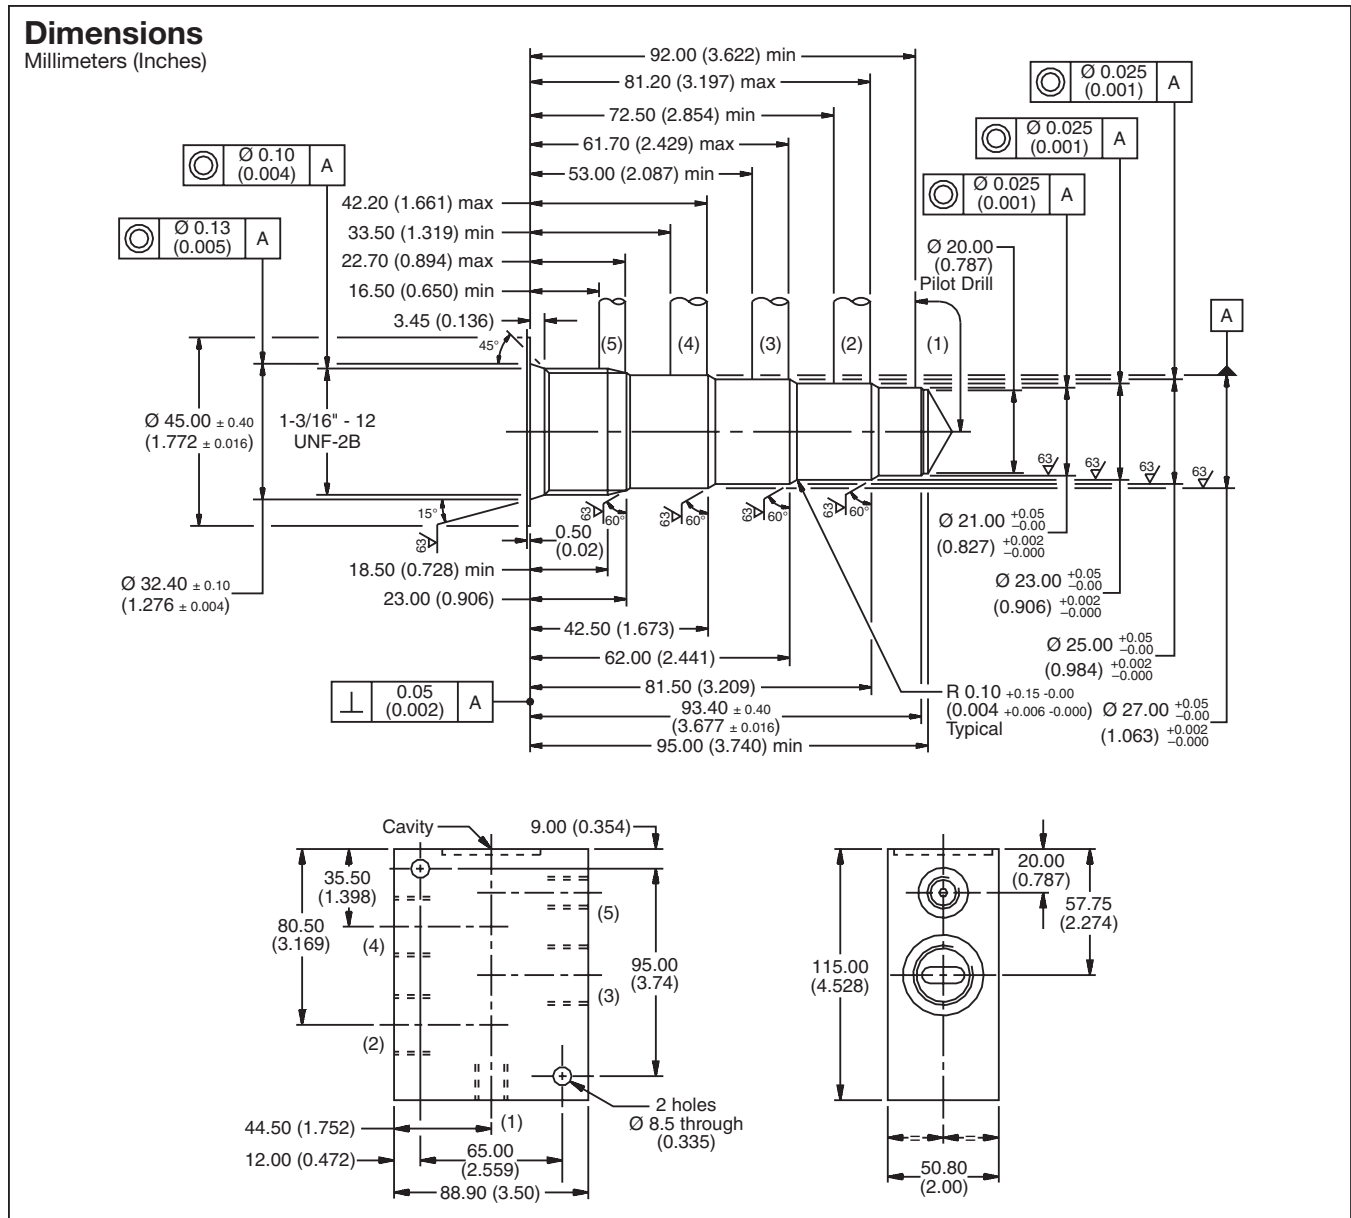 Dimensions
Millimeters (Inches)
92.00 (3.622) min
81.20 (3.197) max
72.50 (2.854) min
61.70 (2.429) max
53.00 (2.087) min
42.20 (1.661) max
33.50 (1.319) min
22.70 (0.894) max
16.50 (0.650) min
3.45 (0.136)
Ø 0.10
(0.004)
A
Ø 0.13
(0.005)
A
Ø 0.025
(0.001)
A
Ø 0.025
(0.001)
A
Ø 0.025
(0.001)
A
Ø 20.00
(0.787)
Pilot Drill
A
45°
(5)
(4)
(3)
(2)
(1)
Ø 45.00 ± 0.40
(1.772 ± 0.016)
1-3/16" - 12
UNF-2B
15°
63
63
60°
63
60°
63
60°
63
60°
63
63
63
63
0.50
(0.02)
Ø 32.40 ± 0.10
(1.276 ± 0.004)
18.50 (0.728) min
23.00 (0.906)
42.50 (1.673)
62.00 (2.441)
81.50 (3.209)
93.40 ± 0.40
(3.677 ± 0.016)
95.00 (3.740) min
⊥
0.05
(0.002)
A
Ø 21.00 +0.05 –0.00
(0.827) +0.002 –0.000
Ø 23.00 +0.05 –0.00
(0.906) +0.002 –0.000
Ø 25.00 +0.05 –0.00
(0.984) +0.002 –0.000
Ø 27.00 +0.05 –0.00
(1.063) +0.002 –0.000
R 0.10 +0.15 -0.00
(0.004 +0.006 -0.000)
Typical
Cavity
9.00 (0.354)
35.50
(1.398)
80.50
(3.169)
(4)
(2)
(5)
(3)
(1)
95.00
(3.74)
2 holes
Ø 8.5 through
(0.335)
44.50 (1.752)
12.00 (0.472)
65.00
(2.559)
88.90 (3.50)
20.00
(0.787)
57.75
(2.274)
115.00
(4.528)
=
=
50.80
(2.00)